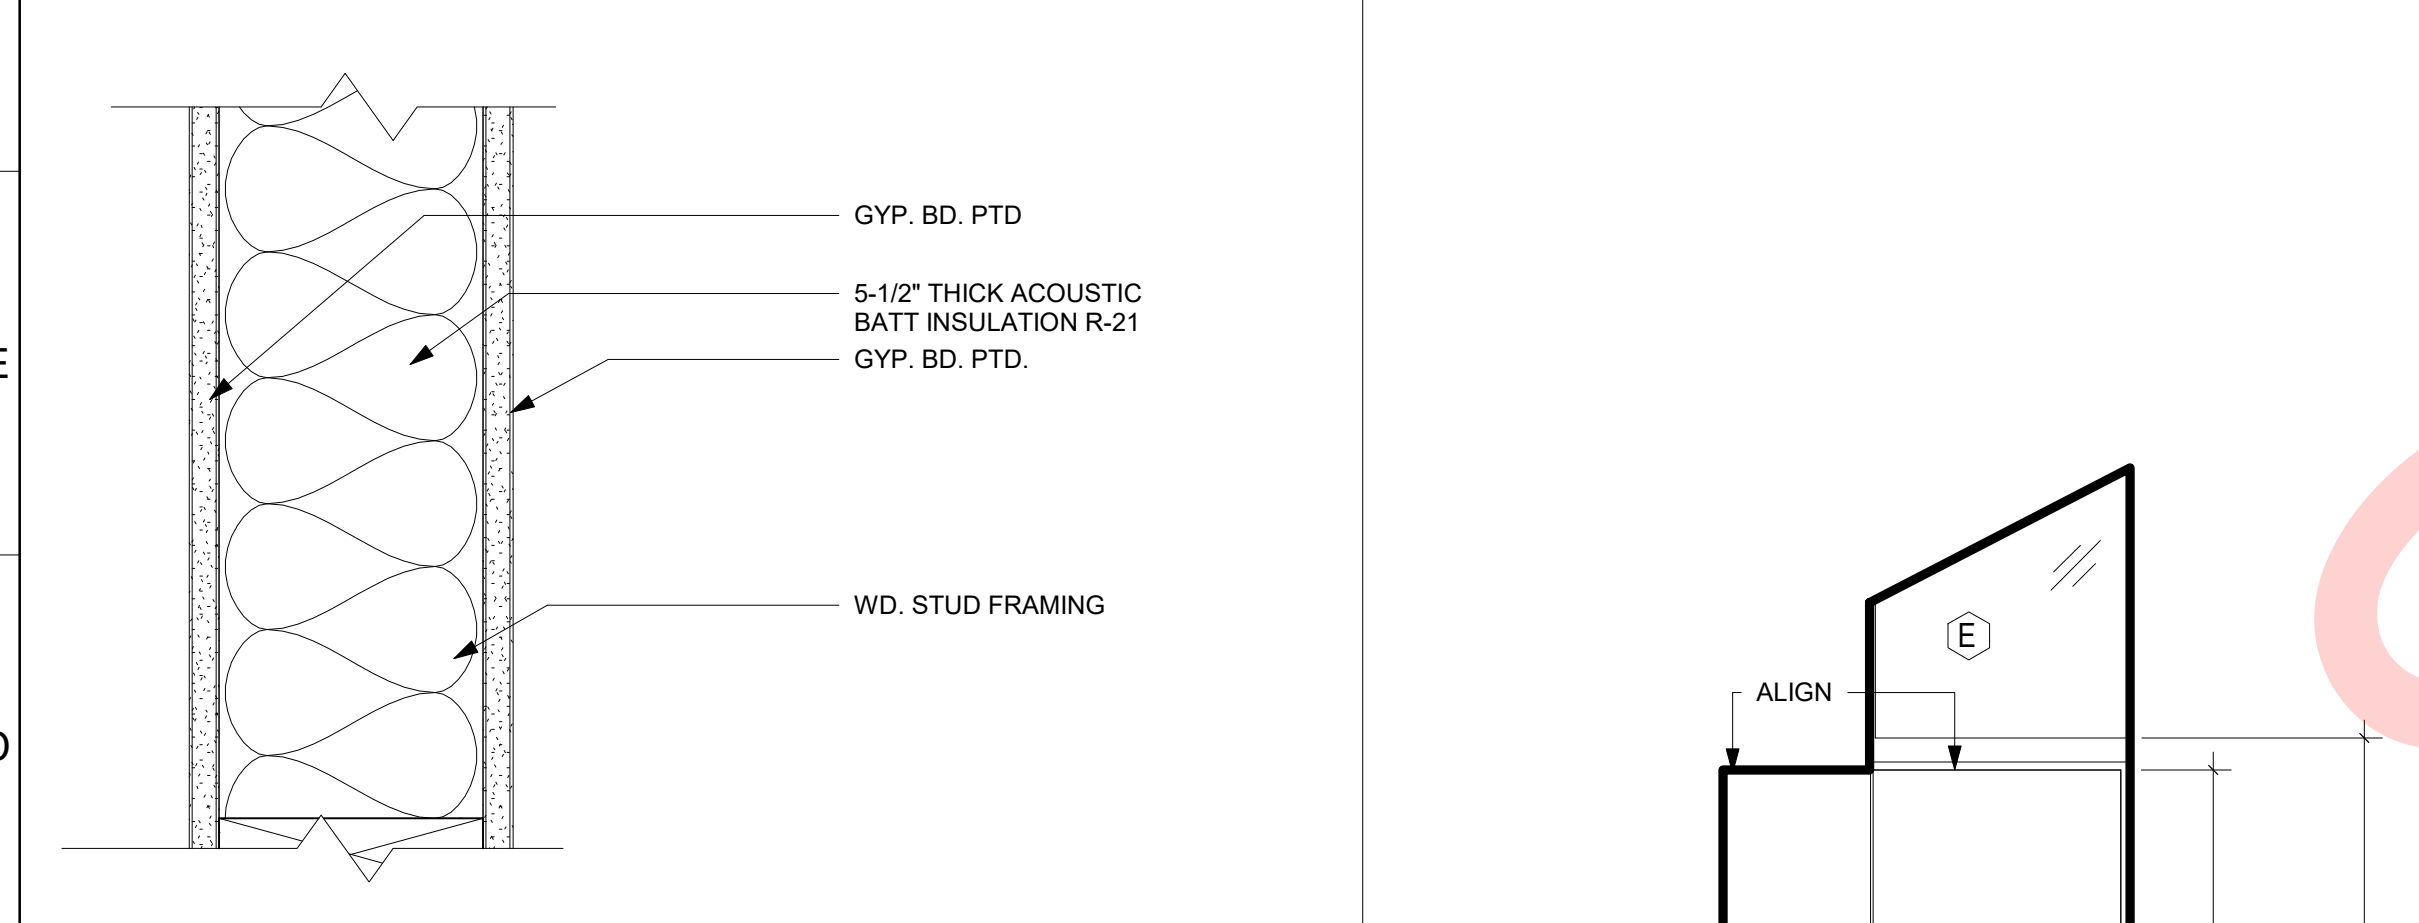 GYP. BD. PTD
5-1/2" THICK ACOUSTIC
BATT INSULATION R-21
GYP. BD. PTD.
WD. STUD FRAMING
E
D
E
ALIGN